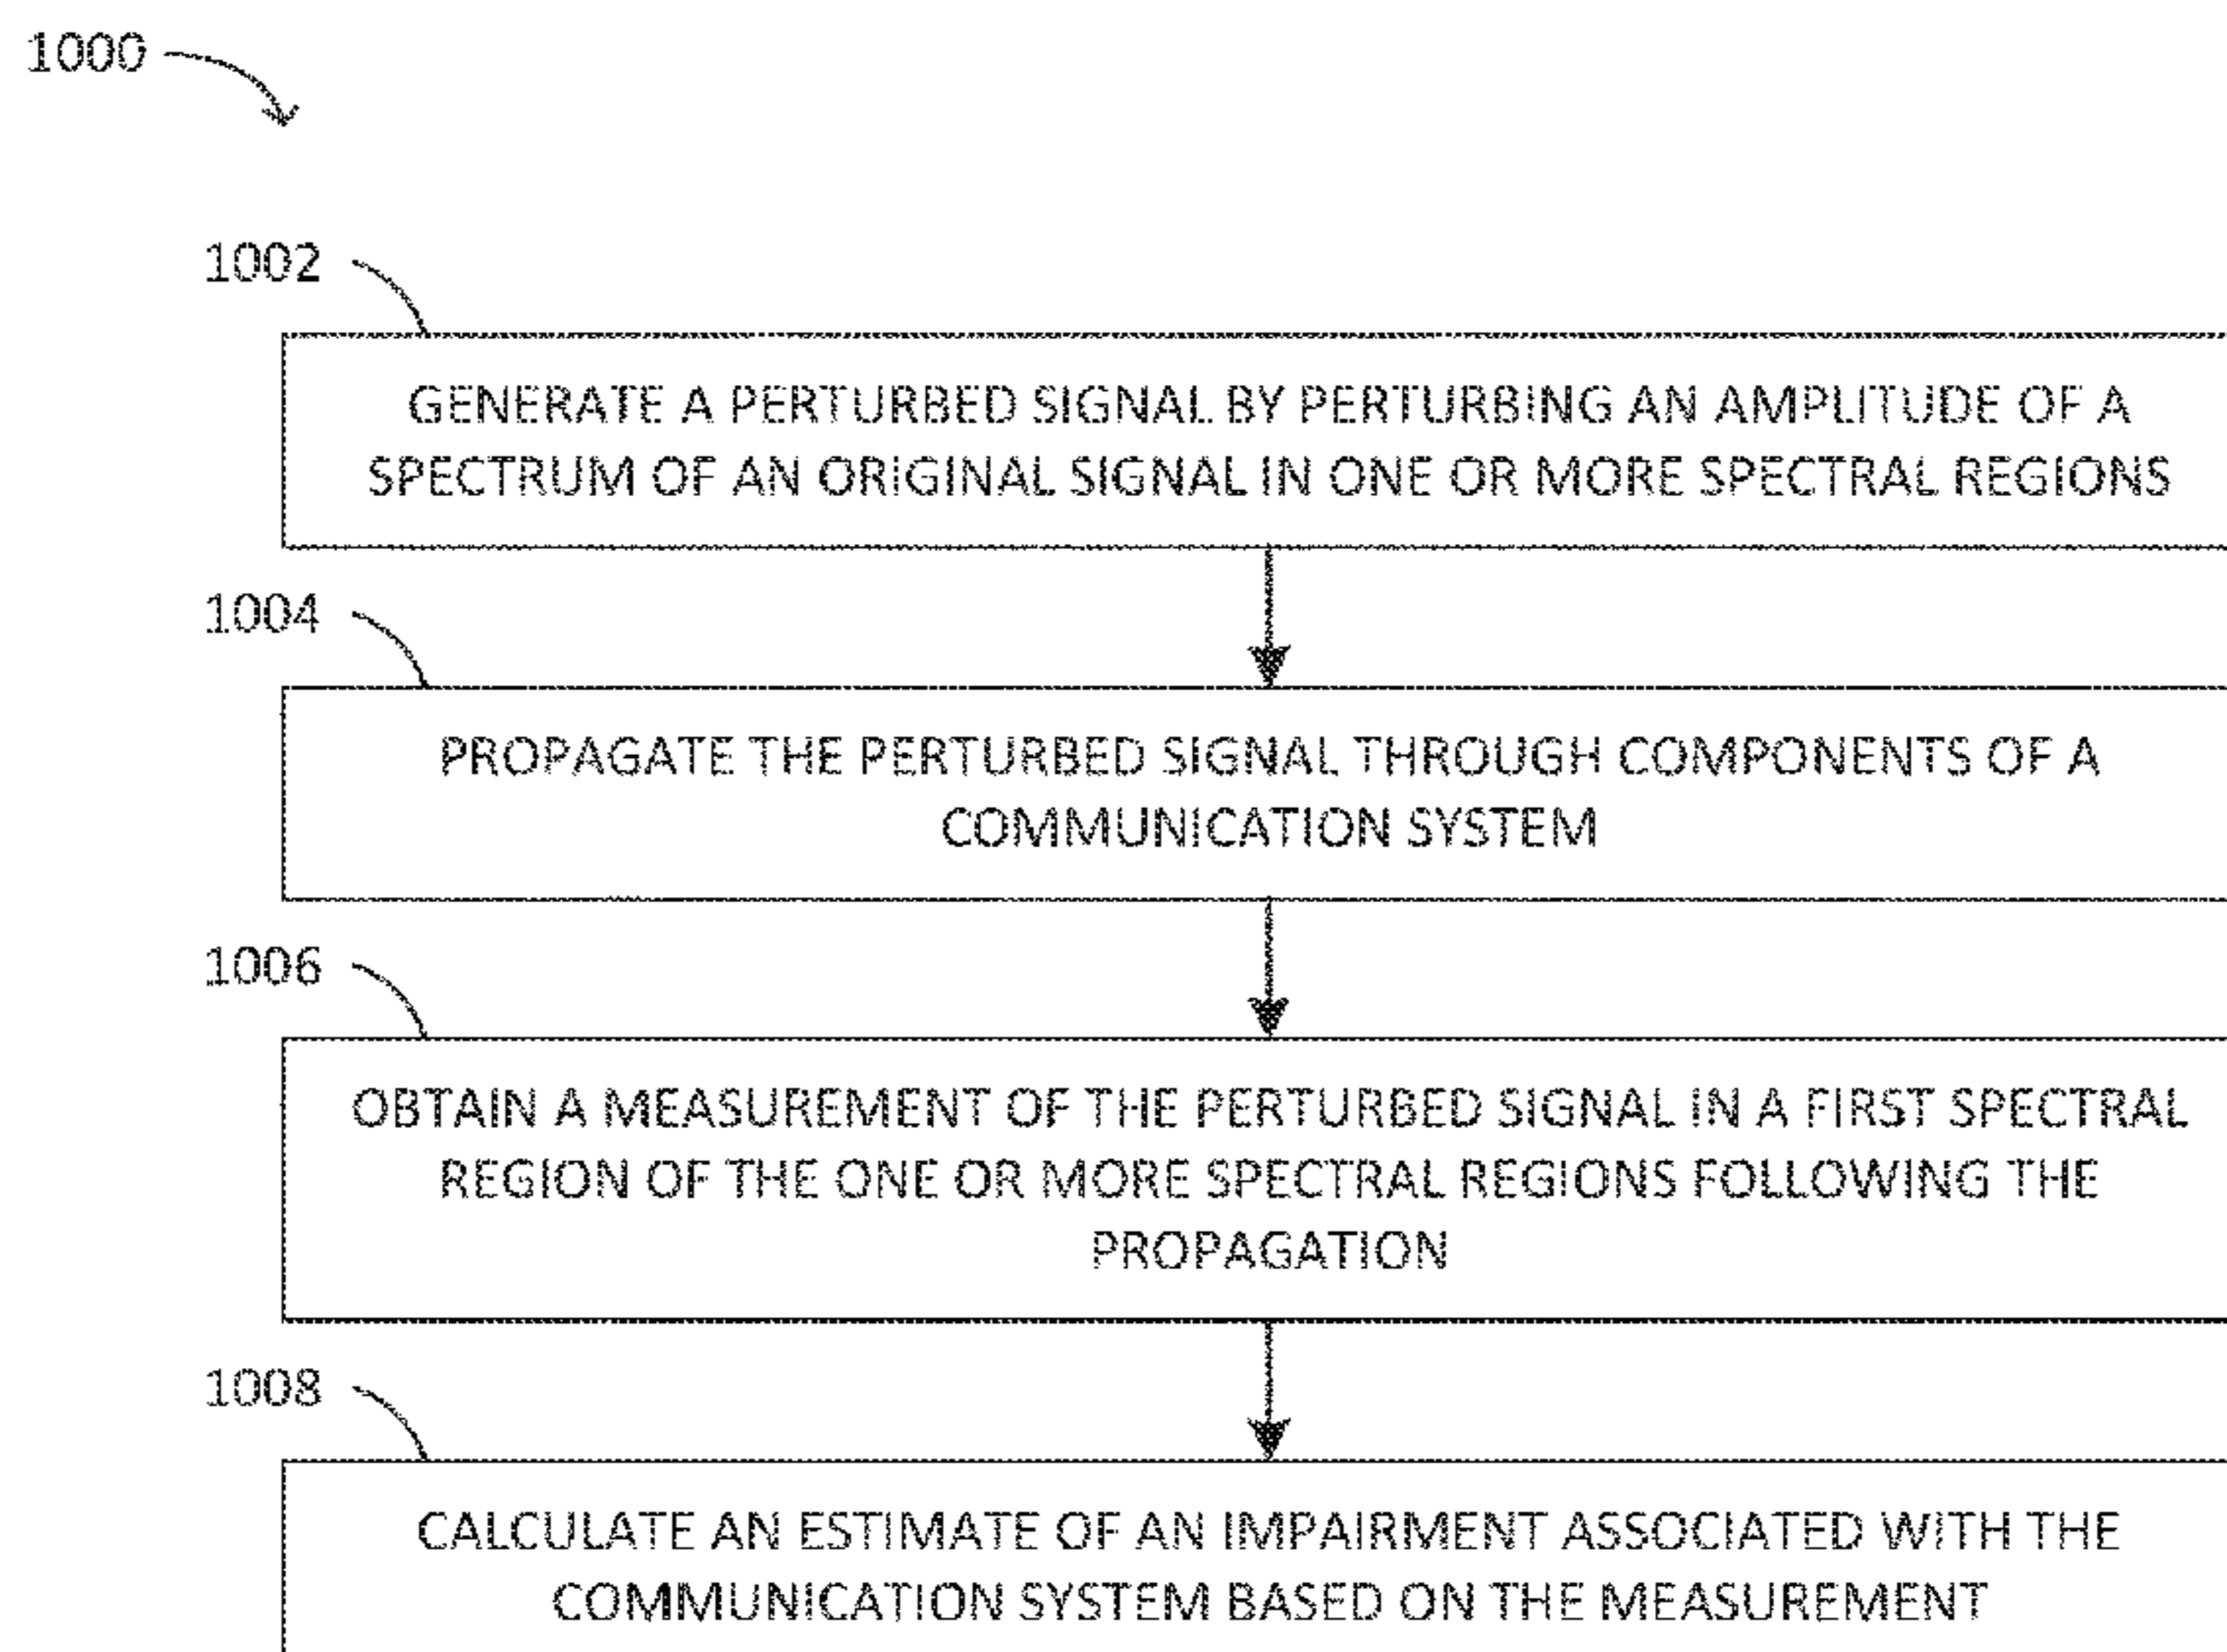 1000
1002
GENERATE A PERTURBED SIGNAL BY PERTURBING AN AMPLITUDE OF A
SPECTRUM OF AN ORIGINAL SIGNAL IN ONE OR MORE SPECTRAL REGIONS
1004
PROPAGATE THE PERTURBED SIGNAL THROUGH COMPONENTS OF A
COMMUNICATION SYSTEM
1006
OBTAIN A MEASUREMENT OF THE PERTURBED SIGNAL IN A FIRST SPECTRAL
REGION OF THE ONE OR MORE SPECTRAL REGIONS FOLLOWING THE
PROPAGATION
1008
CALCULATE AN ESTIMATE OF AN IMPAIRMENT ASSOCIATED WITH THE
COMMUNICATION SYSTEM BASED ON THE MEASUREMENT